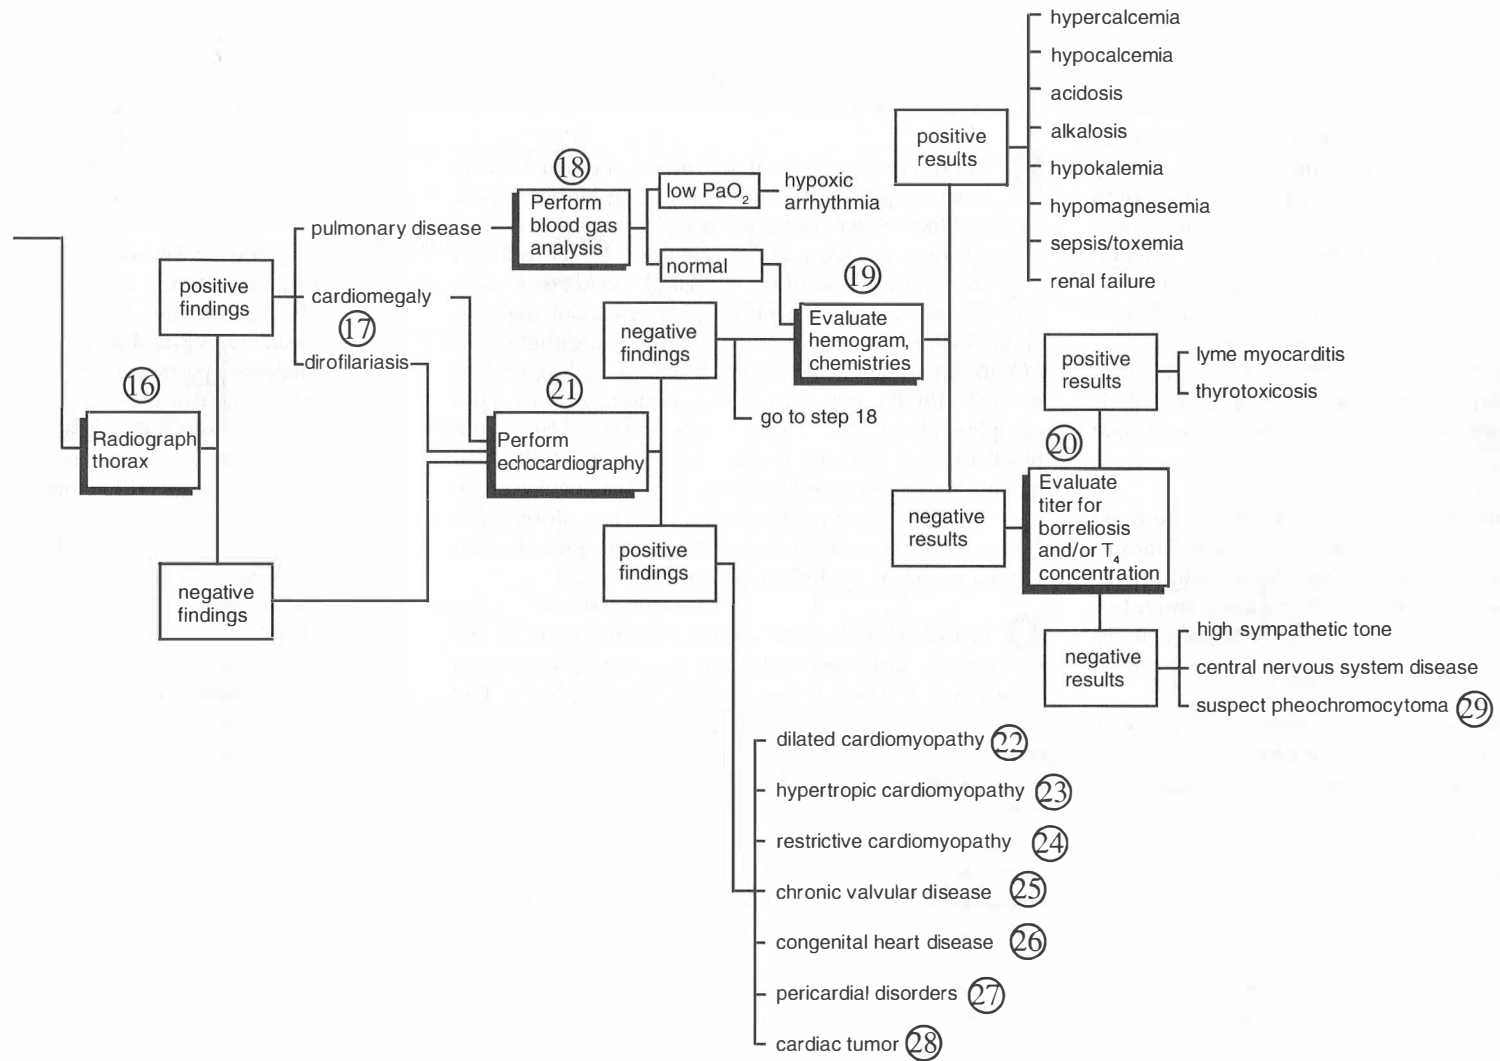 16
Radiograph
thorax
positive
findings
negative
findings
pulmonary disease
cardiomegaly
17
dirofilariasis
18
Perform
blood gas
analysis
low PaO2
hypoxic
arrhythmia
normal
19
Evaluate
hemogram,
chemistries
21
Perform
echocardiography
negative
findings
go to step 18
positive
findings
dilated cardiomyopathy 22
hypertropic cardiomyopathy 23
restrictive cardiomyopathy 24
chronic valvular disease 25
congenital heart disease 26
pericardial disorders 27
cardiac tumor 28
positive
results
hypercalcemia
hypocalcemia
acidosis
alkalosis
hypokalemia
hypomagnesemia
sepsis/toxemia
renal failure
negative
results
20
Evaluate
titer for
borreliosis
and/or T4
concentration
positive
results
lyme myocarditis
thyrotoxicosis
negative
results
high sympathetic tone
central nervous system disease
suspect pheochromocytoma 29